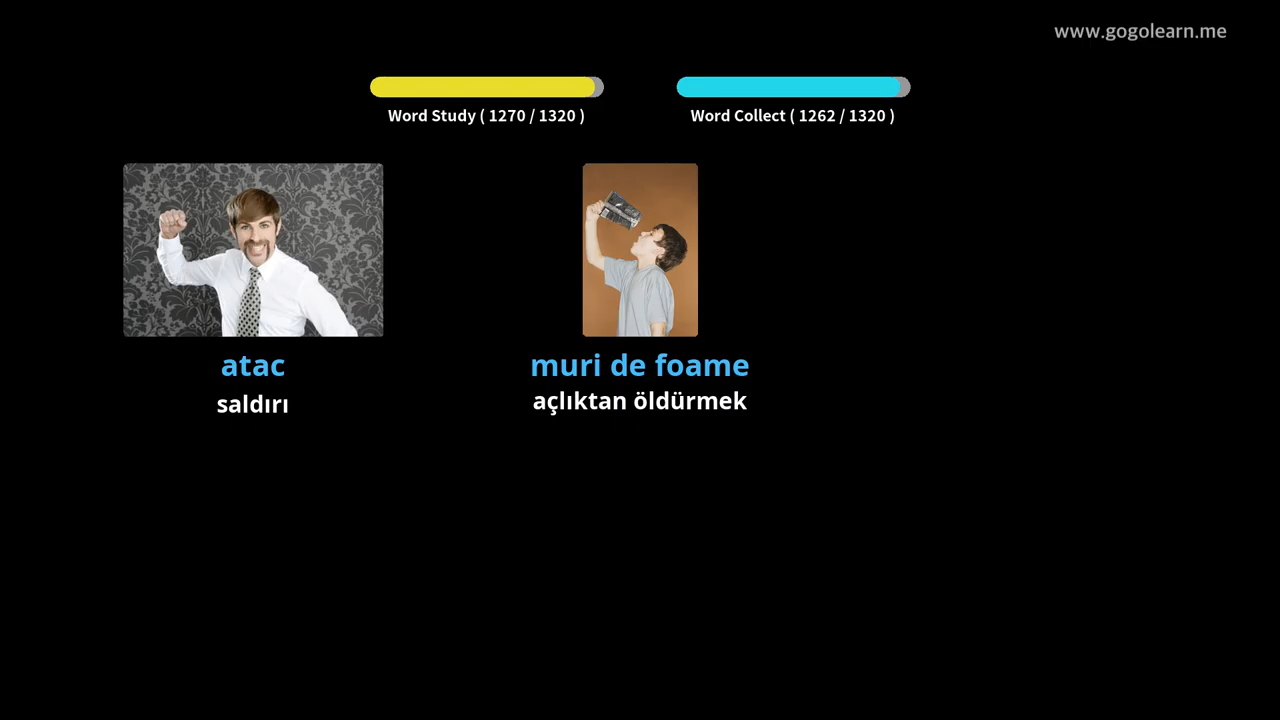 www.gogolearn.me
Word Study ( 1270 / 1320 )
Word Collect ( 1262 / 1320 )
atac
saldırı
muri de foame
açlıktan öldürmek